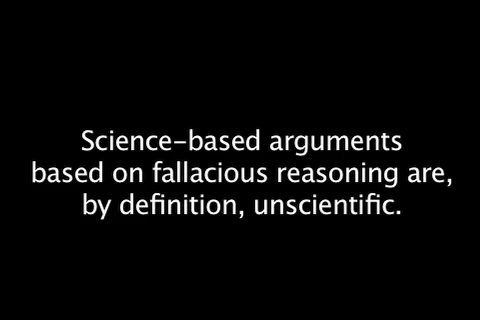 Science-based arguments
based on fallacious reasoning are,
by definition, unscientific.